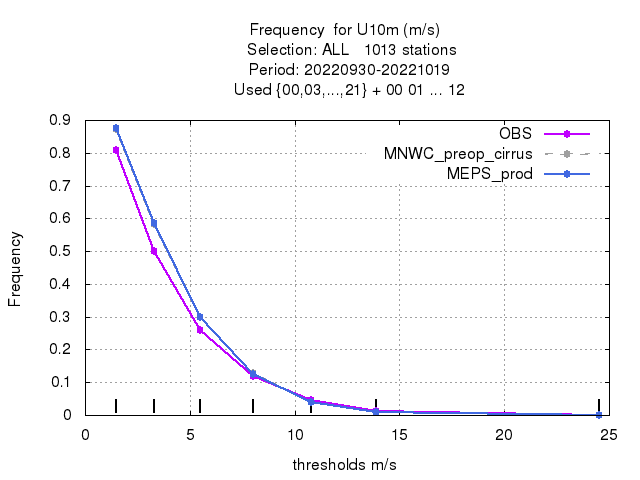 Frequency  for U10m (m/s)
Selection: ALL   1013 stations
Period: 20220930-20221019
Used {00,03,...,21} + 00 01 ... 12
OBS
MNWC_preop_cirrus
MEPS_prod
Frequency
0.9
0.8
0.7
0.6
0.5
0.4
0.3
0.2
0.1
0
0 5 10 15 20 25
thresholds m/s